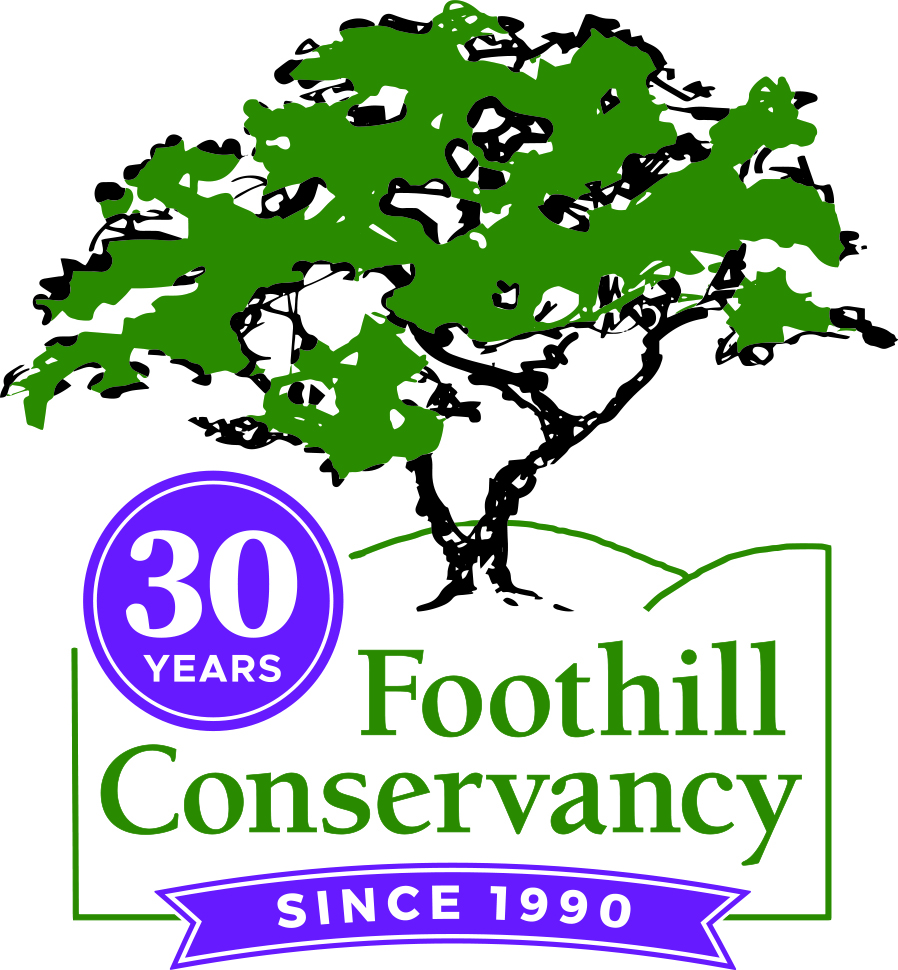 30
YEARS
Foothill
Conservancy
SINCE 1990